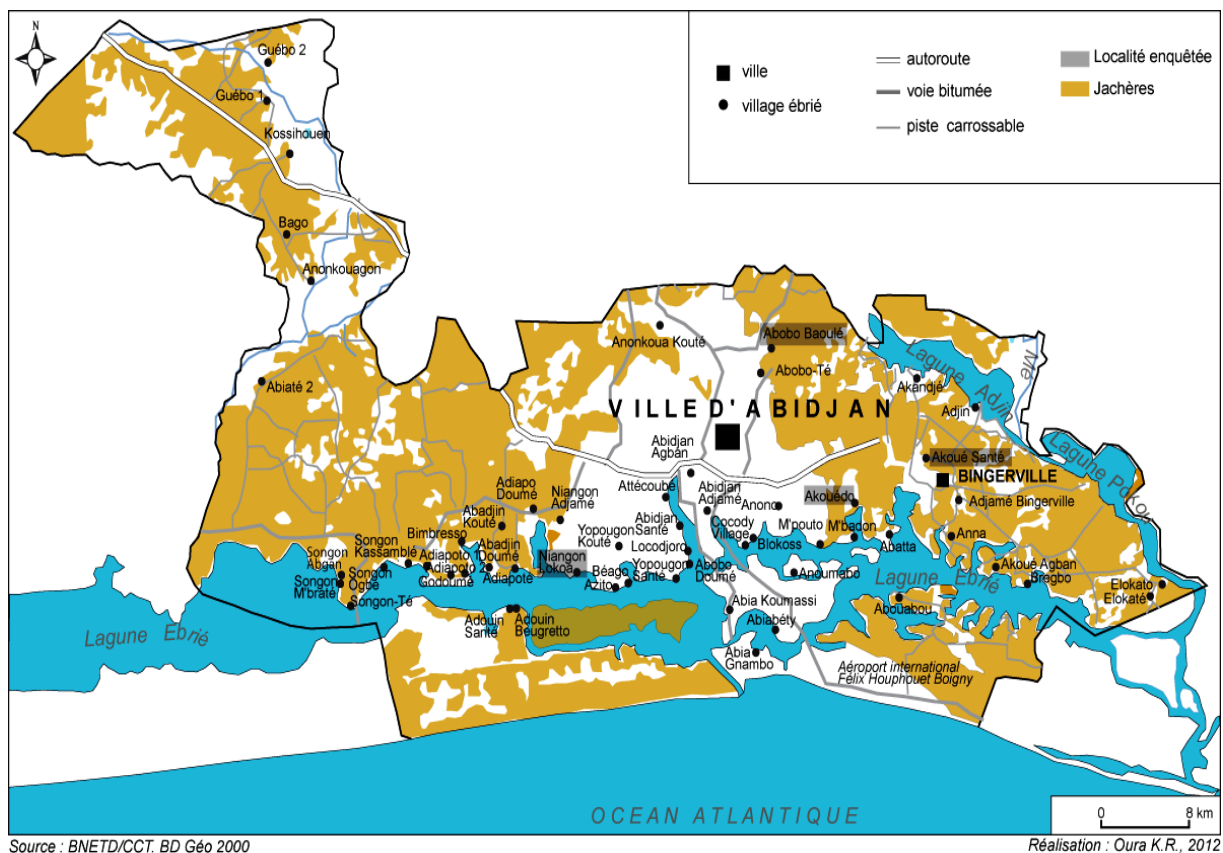 N
ville
village ébrié
autoroute
voie bitumée
piste carrossable
Localité enquêtée
Jachères
Guébo 2
Guébo 1
Kossihouen
Bago
Anonkouagon
Abiaté 2
Anonkoua Kouté
Abobo Baoulé
Abobo-Té
VILLE D'ABIDJAN
Lagune Adjin
Mé
Akandjé
Adjin
Akoué Santé
BINGERVILLE
Lagune Potou
Adjamé Bingerville
Abidjan
Agban
Attécoubé
Abidjan
Adjamé
Anono
Akouédo
Adiapo
Doumé
Niangon
Adjamé
Abadjin
Kouté
Bimbresso
Abidjan
Santé
Cocody
Village
M'pouto
M'badon
Blokoss
Abatta
Anna
Yopougon
Kouté
Locodjoro
Songon
Kassamblé
Songon
Abgan
Songon
M'braté
Songon
Ogbé
Songon-Té
Adiapoto 1
Adiapoto 2
Godoumé
Abadjin
Doumé
Adiapoté
Niangon
Lokoa
Béago
Azito
Yopougon
Santé
Abobo
Doumé
Anoumabo
Akoué Agban
Bregbo
Elokato
Elokaté
Lagune Ebrié
Abouabou
Abia Koumassi
Abiabéty
Abia
Gnambo
Adouin
Santé
Adouin
Beugretto
Lagune Ebrié
Aéroport international
Félix Houphouet Boigny
OCEAN ATLANTIQUE
0 8 km
Source : BNETD/CCT. BD Géo 2000
Réalisation : Oura K.R., 2012